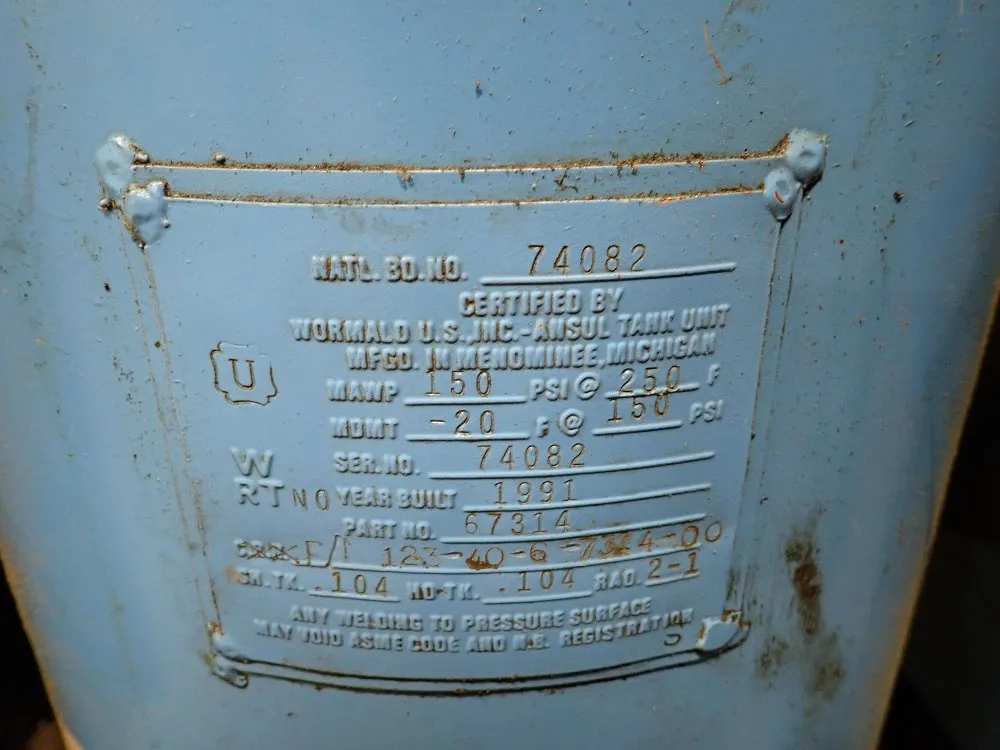 NAT'L. BD. NO. 74082
CERTIFIED BY
WORMALD U.S., INC.-ANSUL TANK UNIT
MFGD. IN MENOMINEE, MICHIGAN
U
MAWP 150 PSI @ 250 F
MDMT -20 F @ 150 PSI
W
SER. NO. 74082
RT NO YEAR BUILT 1991
PART NO. 67314
123-40-6
SH. TK. .104 HD-TK. .104 RAD. 2-1
ANY WELDING TO PRESSURE SURFACE
MAY VOID ASME CODE AND N.B. REGISTRATION